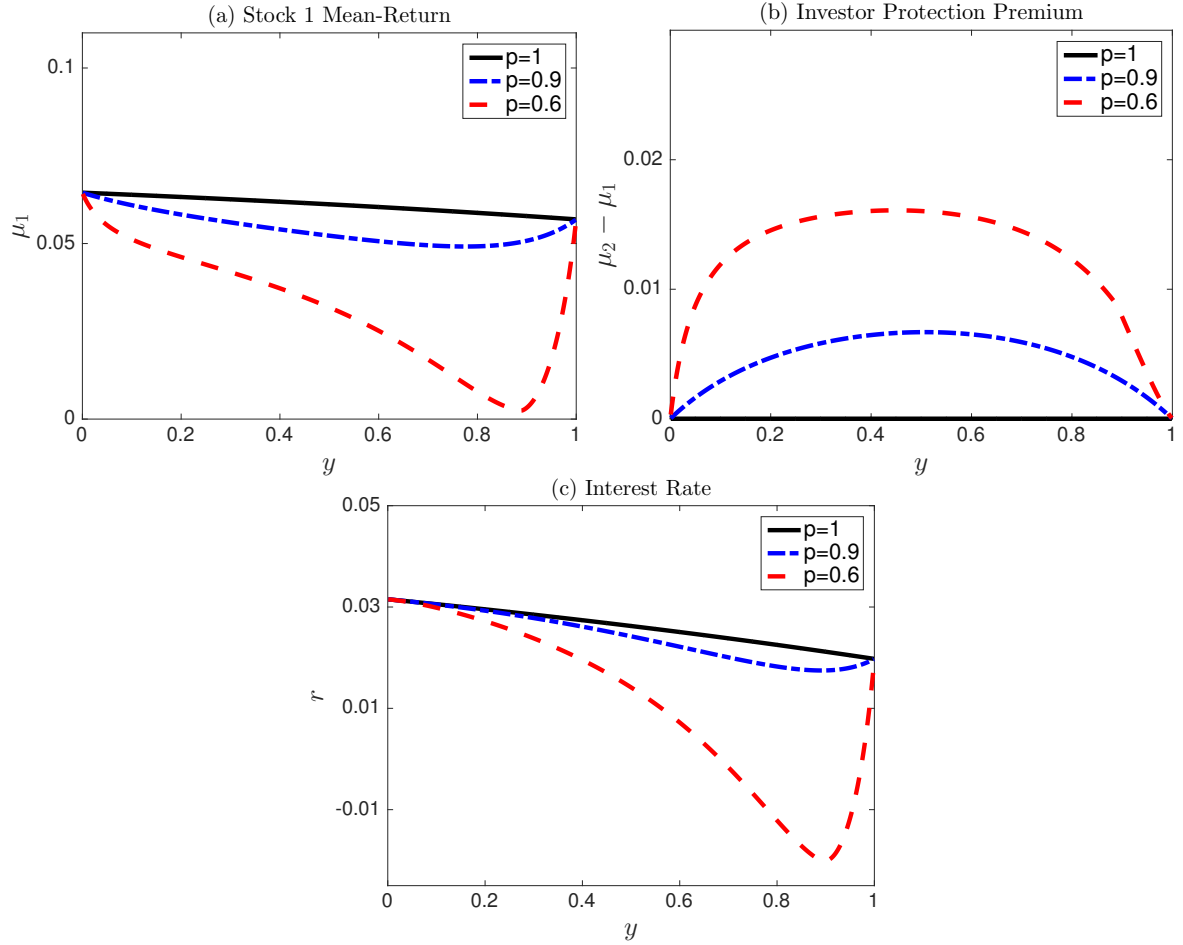 (a) Stock 1 Mean-Return
0.1
0.05
0
μ₁
p=1
p=0.9
p=0.6
0 0.2 0.4 0.6 0.8 1
y
(b) Investor Protection Premium
0.02
0.01
0
μ₂ − μ₁
p=1
p=0.9
p=0.6
0 0.2 0.4 0.6 0.8 1
y
(c) Interest Rate
0.05
0.03
0.01
-0.01
r
p=1
p=0.9
p=0.6
0 0.2 0.4 0.6 0.8 1
y